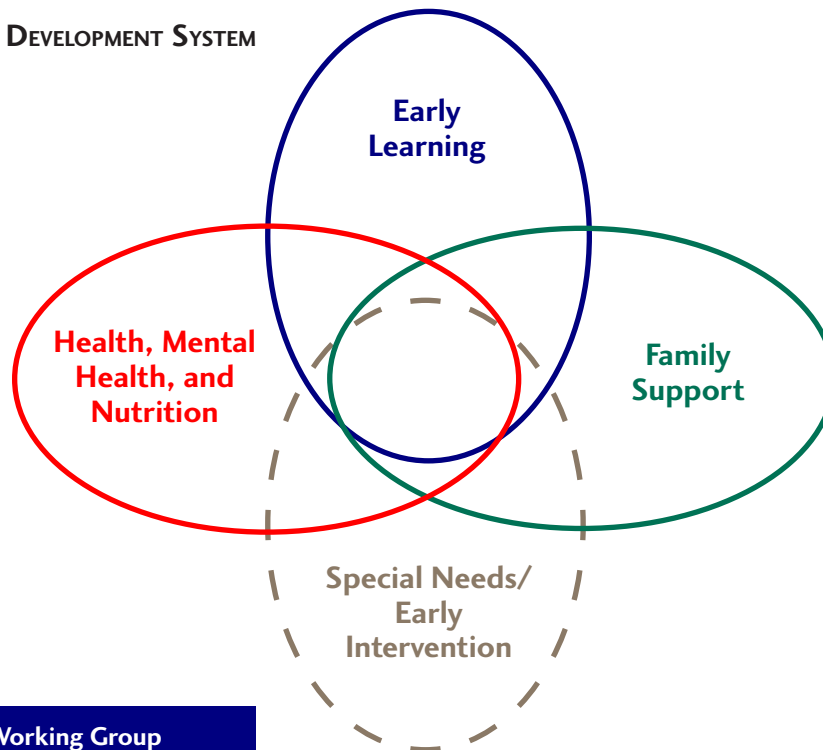 Development System
Early
Learning
Health, Mental
Health, and
Nutrition
Family
Support
Special Needs/
Early
Intervention
Working Group